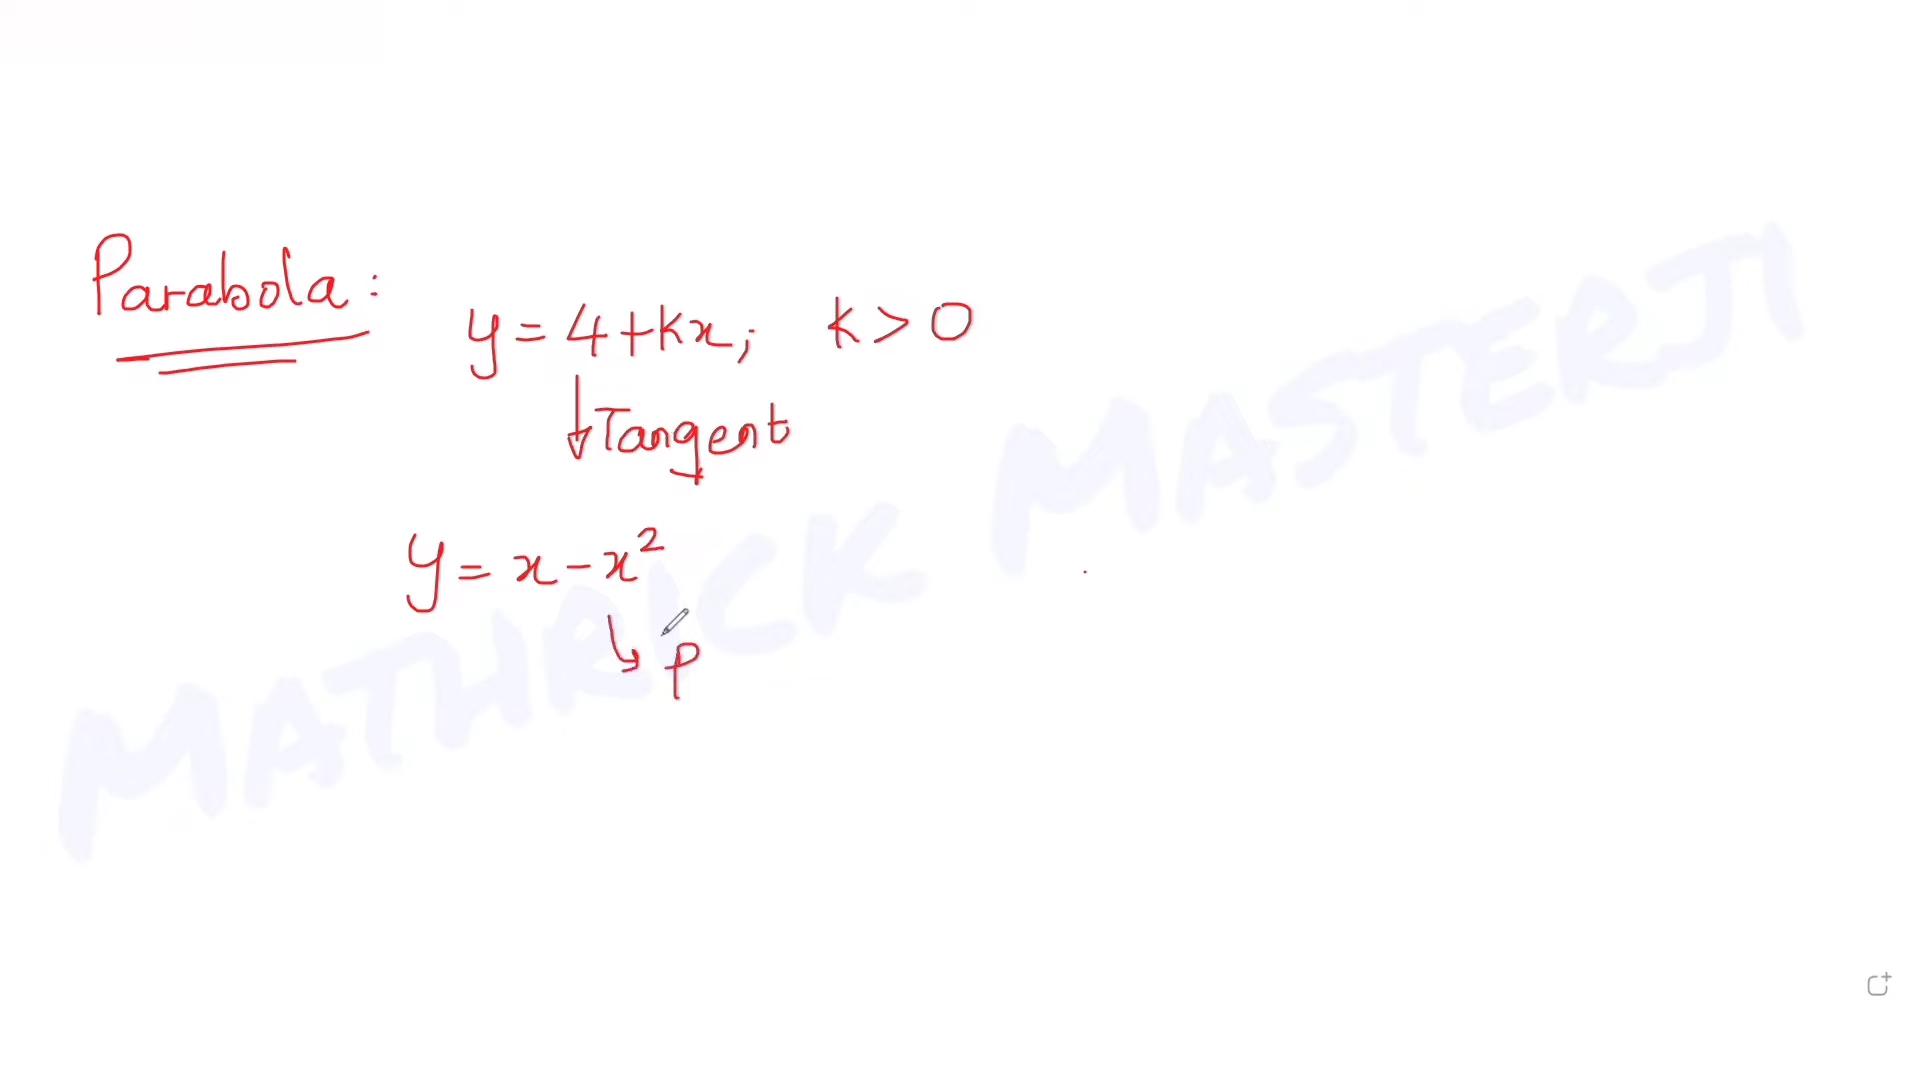 Parabola:
y = 4 + kx; k > 0
Tangent
y = x - x²
P
MATHRICK MASTERJI